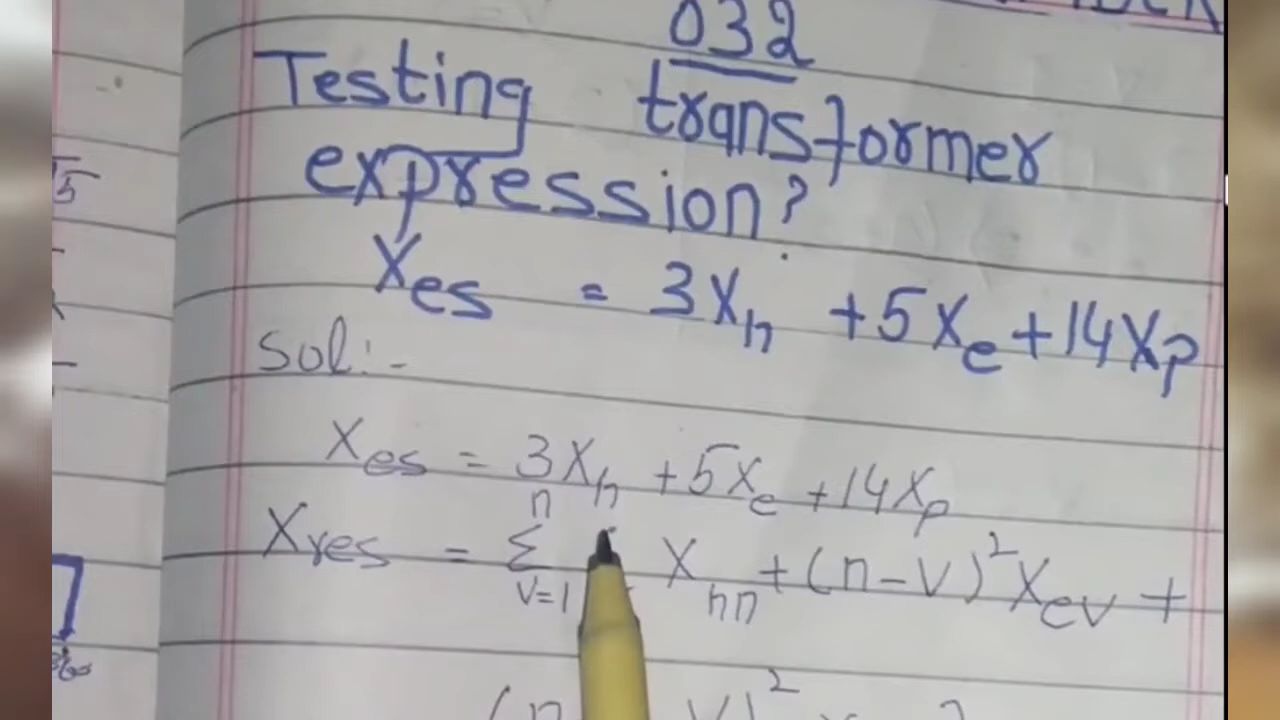 032
Testing transformer
expression?
Xes = 3Xh + 5Xe + 14Xp
Sol:-
Xes = 3Xh + 5Xe + 14Xp
Xres = n Σ v=1 Xhn + (n-v)² Xev +